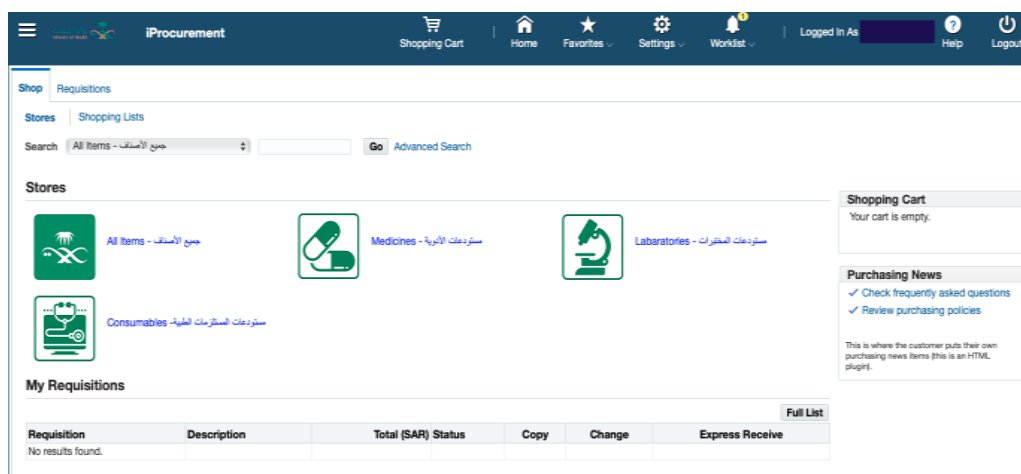 iProcurement
Shopping Cart
Home
Favorites
Settings
Worklist
Logged In As
Help
Logout
Shop
Requisitions
Stores
Shopping Lists
Search
All Items - جميع الأصناف
Go
Advanced Search
Stores
All Items - جميع الأصناف
Medicines - مستودعات الأدوية
Labaratories - مستودعات المختبرات
Consumables -مستودعات المستلزمات الطبية
Shopping Cart
Your cart is empty.
Purchasing News
Check frequently asked questions
Review purchasing policies
This is where the customer puts their own
purchasing news items (this is an HTML
plugin).
My Requisitions
Full List
Requisition Description Total (SAR) Status Copy Change Express Receive
No results found.